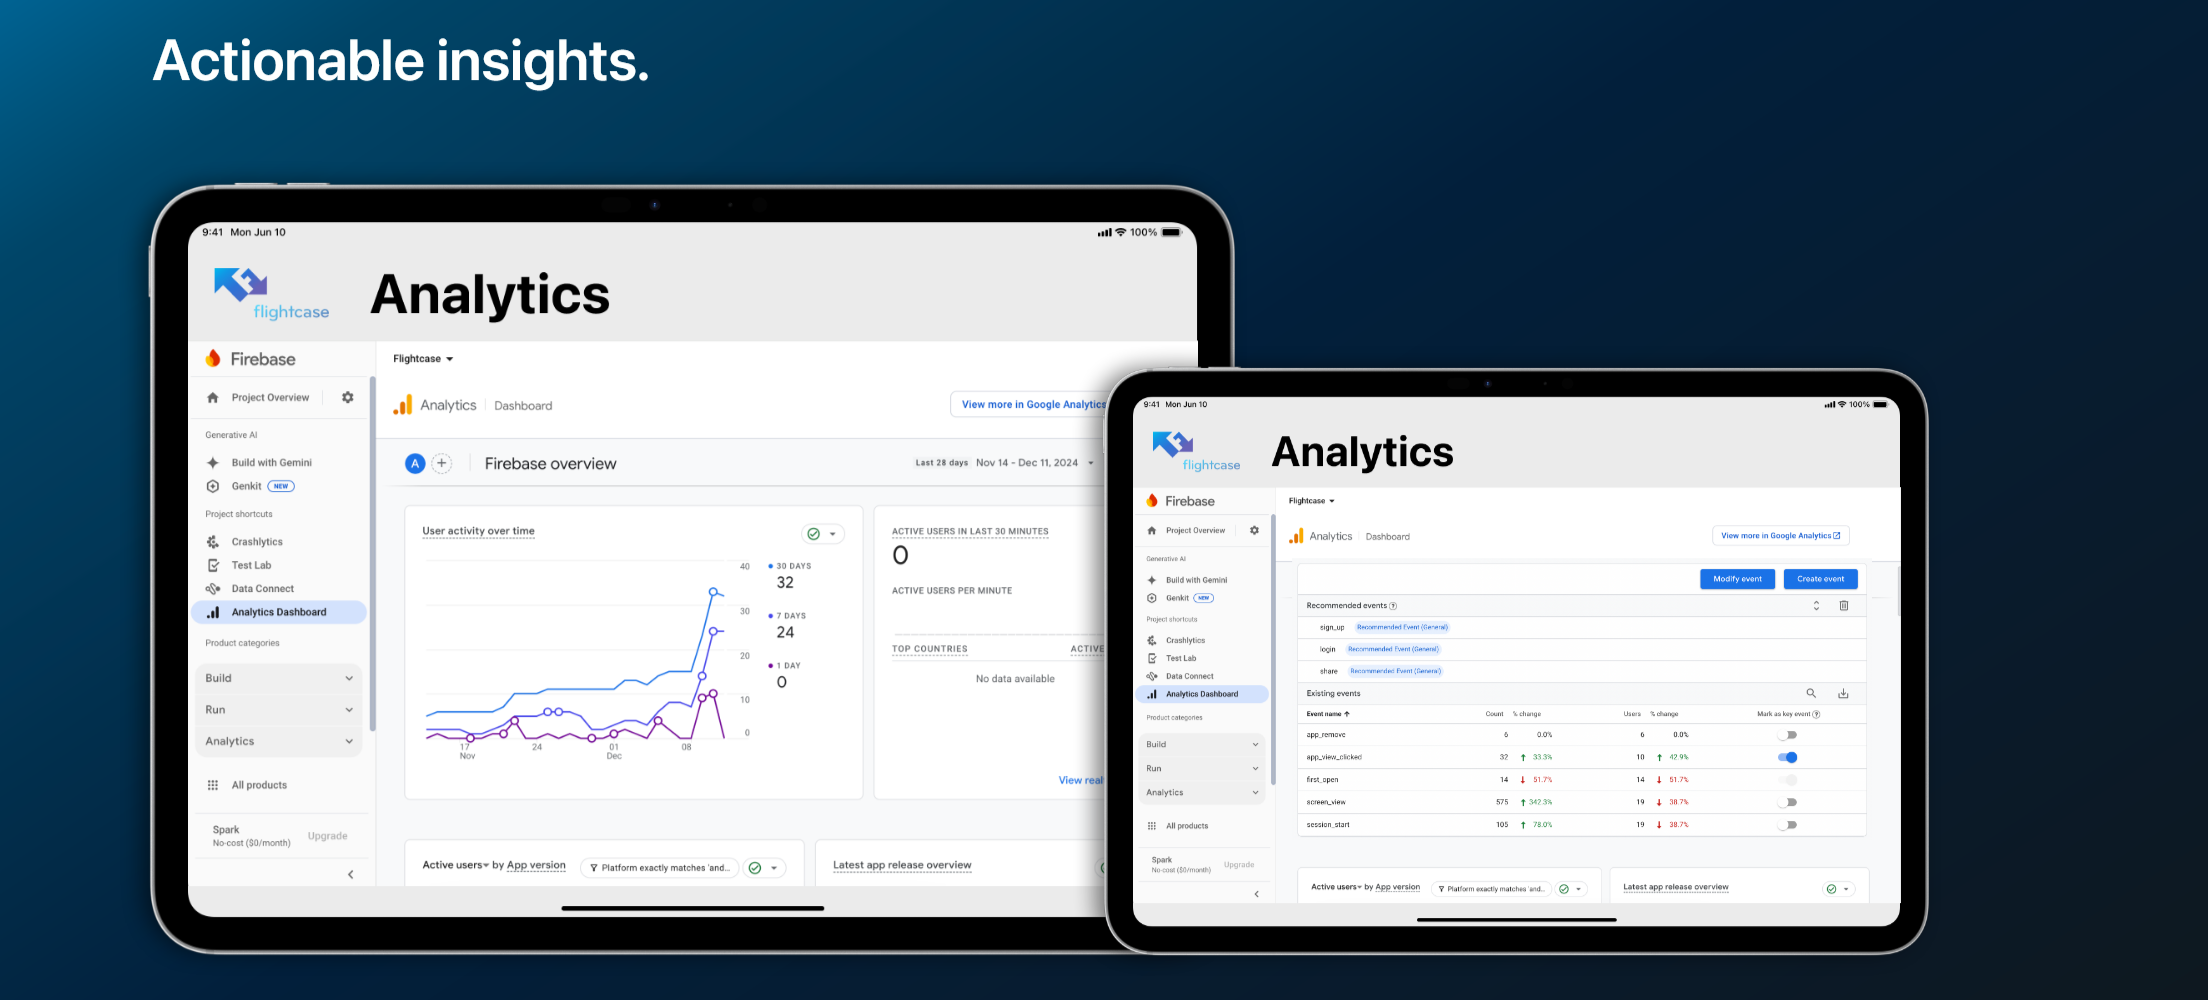 Actionable insights.
9:41 Mon Jun 10
100%
flightcase
Analytics
Firebase
Flightcase
Project Overview
Analytics
Dashboard
View more in Google Analytics
Generative AI
Build with Gemini
Genkit
NEW
A
Firebase overview
Last 28 days Nov 14 - Dec 11, 2024
Project shortcuts
Crashlytics
Test Lab
Data Connect
Analytics Dashboard
Product categories
Build
Run
Analytics
All products
Spark
No-cost ($0/month)
Upgrade
User activity over time
40
30
20
10
0
17
Nov
24
01
Dec
08
30 DAYS
32
7 DAYS
24
1 DAY
0
ACTIVE USERS IN LAST 30 MINUTES
0
ACTIVE USERS PER MINUTE
TOP COUNTRIES
ACTIVE
No data available
View real
Active users by App version
Platform exactly matches 'and...
Latest app release overview
9:41 Mon Jun 10
100%
flightcase
Analytics
Firebase
Flightcase
Project Overview
Analytics
Dashboard
View more in Google Analytics
Generative AI
Build with Gemini
Genkit
NEW
Project shortcuts
Crashlytics
Test Lab
Data Connect
Analytics Dashboard
Product categories
Build
Run
Analytics
All products
Spark
No-cost ($0/month)
Upgrade
Modify event
Create event
Recommended events
sign_up Recommended Event (General)
login Recommended Event (General)
share Recommended Event (General)
Existing events
Event name Count % change Users % change Mark as key event
app_remove 6 0.0% 6 0.0%
app_view_clicked 32 33.3% 10 42.9%
first_open 14 51.7% 14 51.7%
screen_view 575 342.3% 19 38.7%
session_start 105 78.0% 19 38.7%
Active users by App version
Platform exactly matches 'and...
Latest app release overview